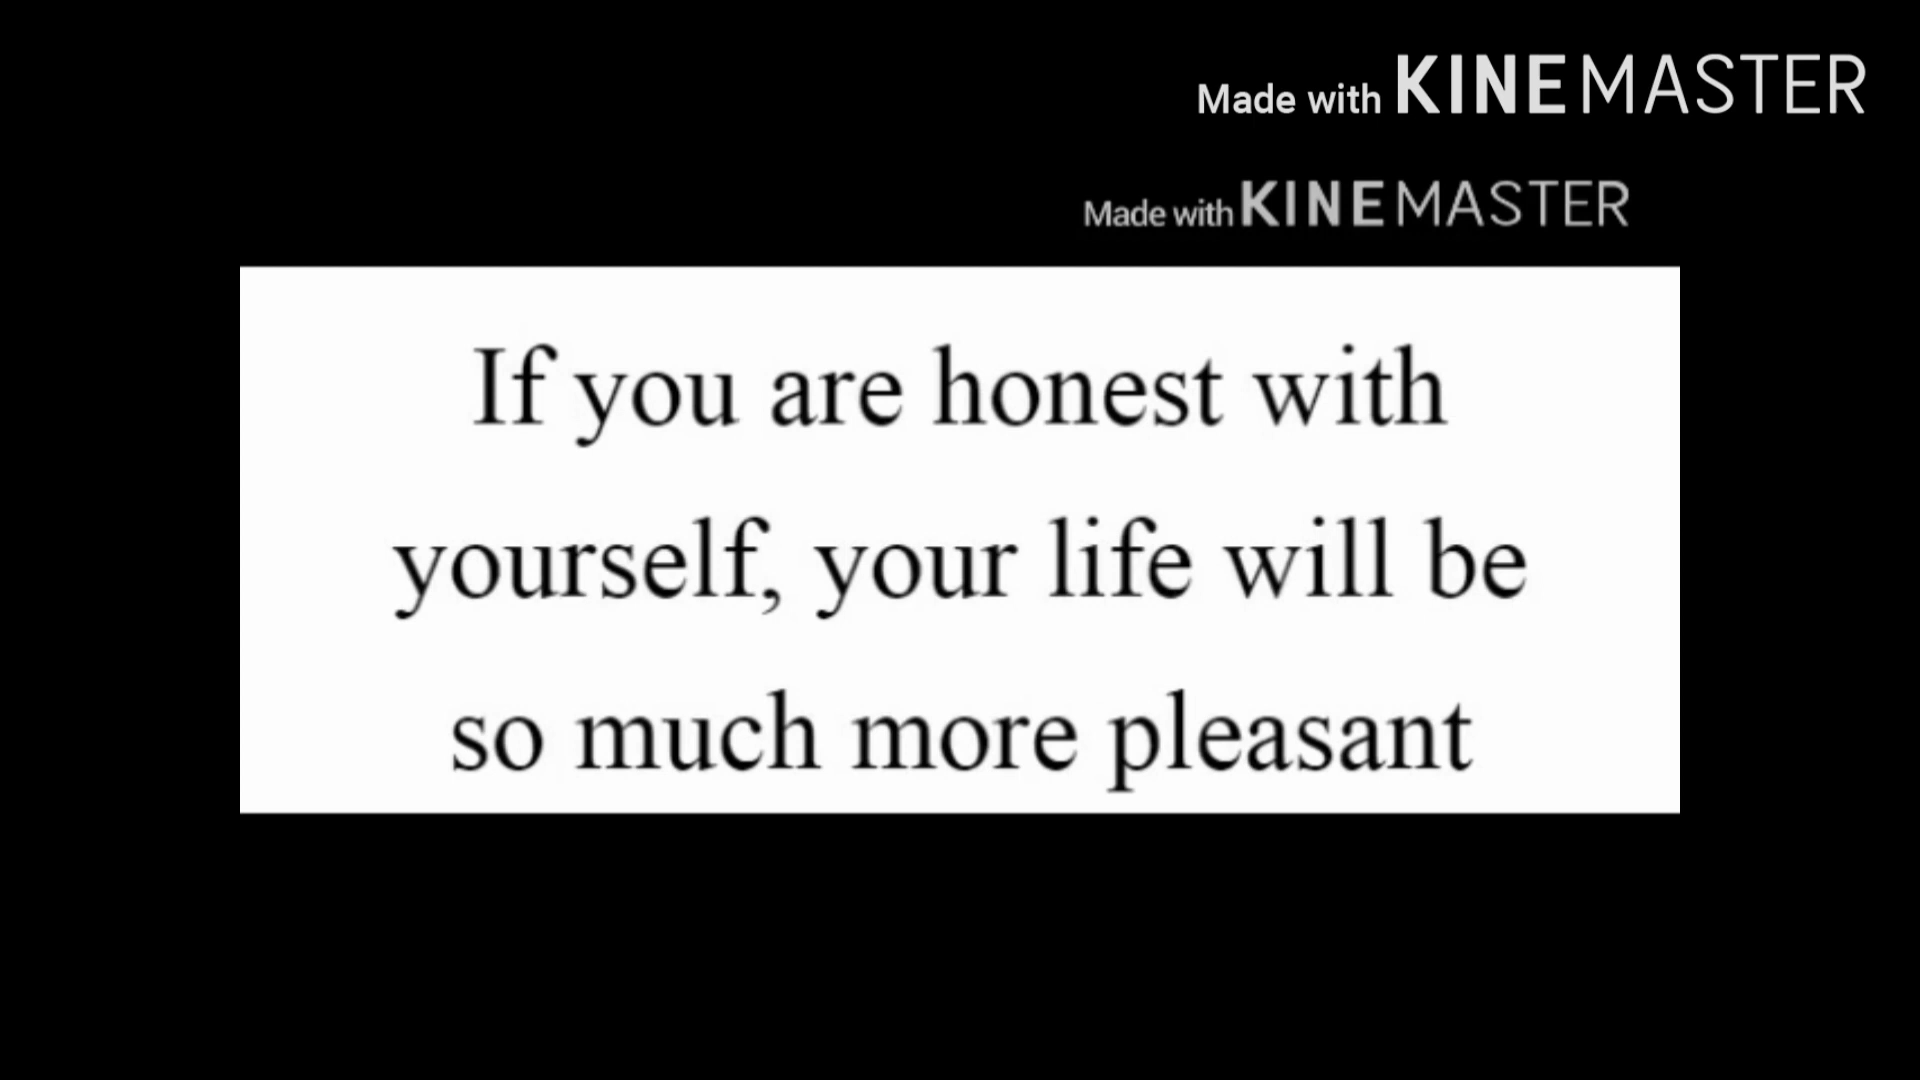 Made with KINEMASTER
Made with KINEMASTER
If you are honest with
yourself, your life will be
so much more pleasant